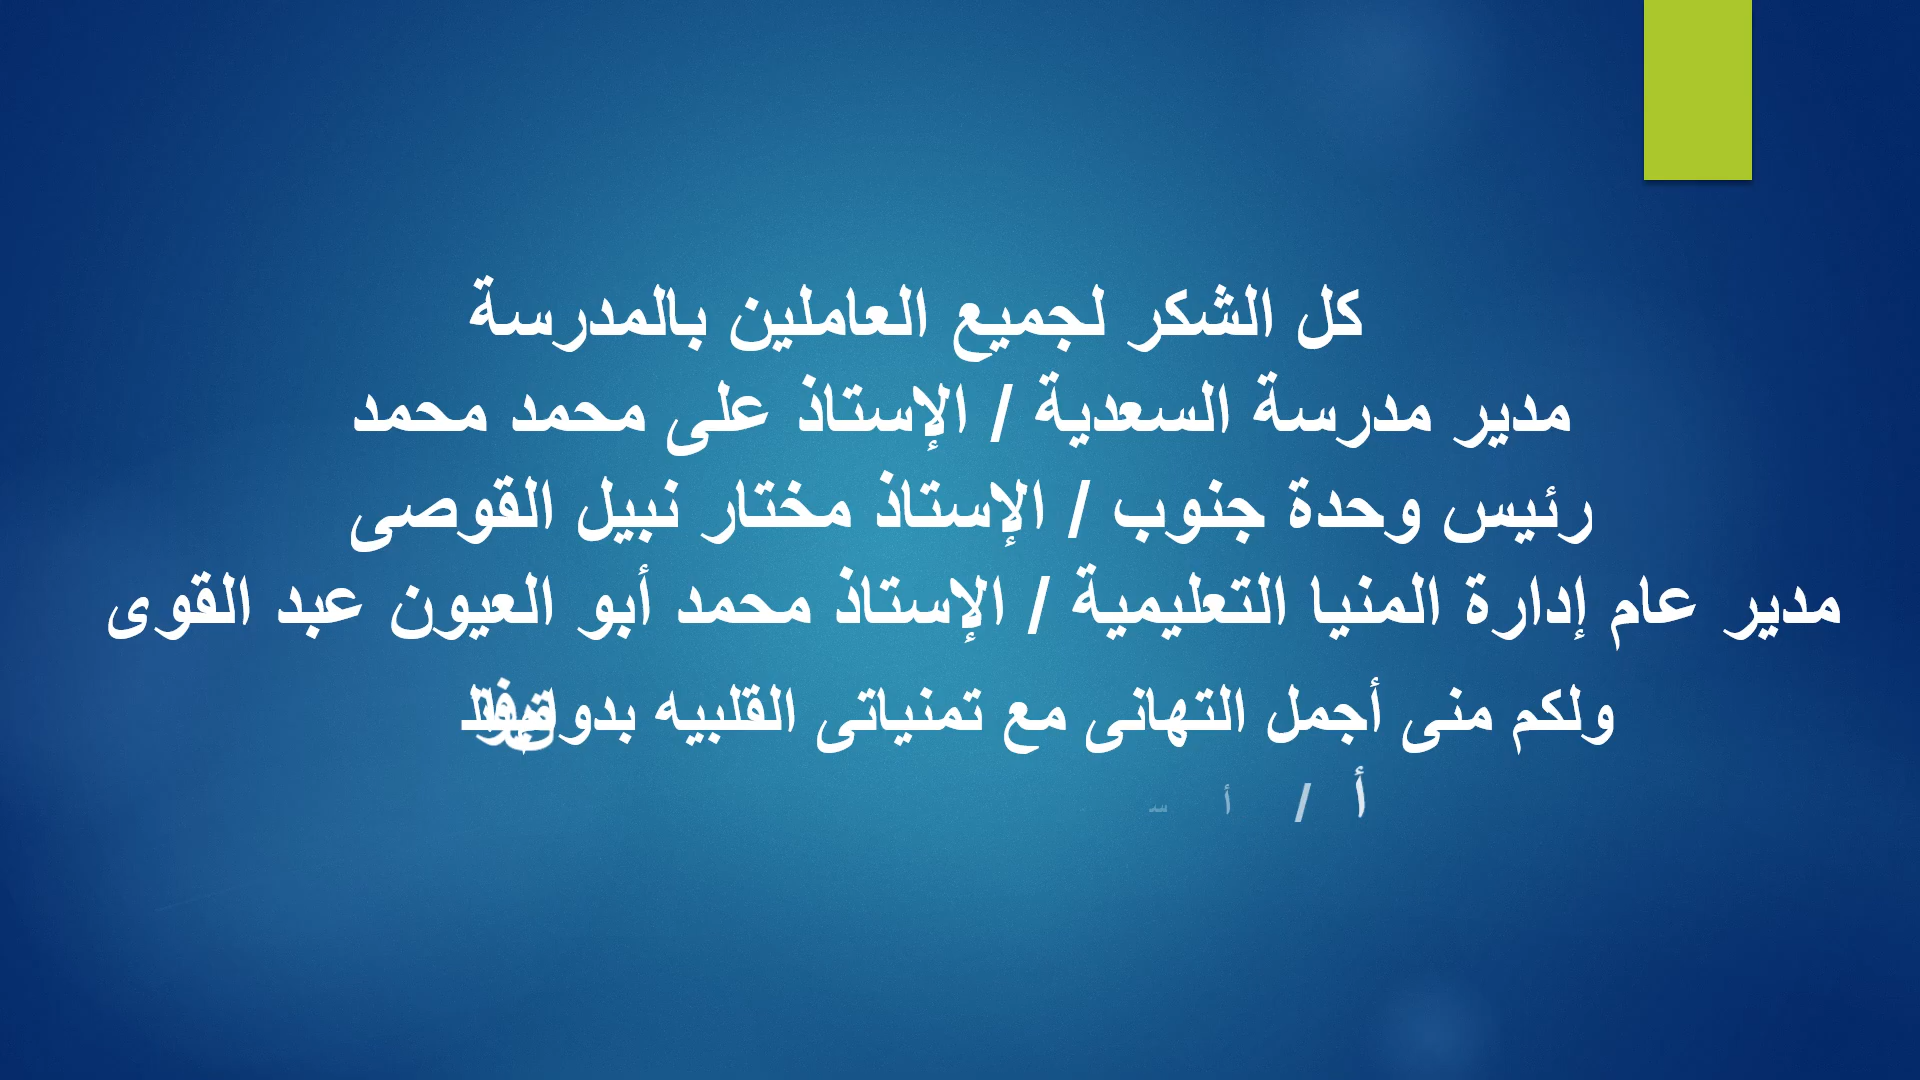 كل الشكر لجميع العاملين بالمدرسة
مدير مدرسة السعدية / الإستاذ على محمد محمد
رئيس وحدة جنوب / الإستاذ مختار نبيل القوصى
مدير عام إدارة المنيا التعليمية / الإستاذ محمد أبو العيون عبد القوى
ولكم منى أجمل التهانى مع تمنياتى القلبيه
أ /